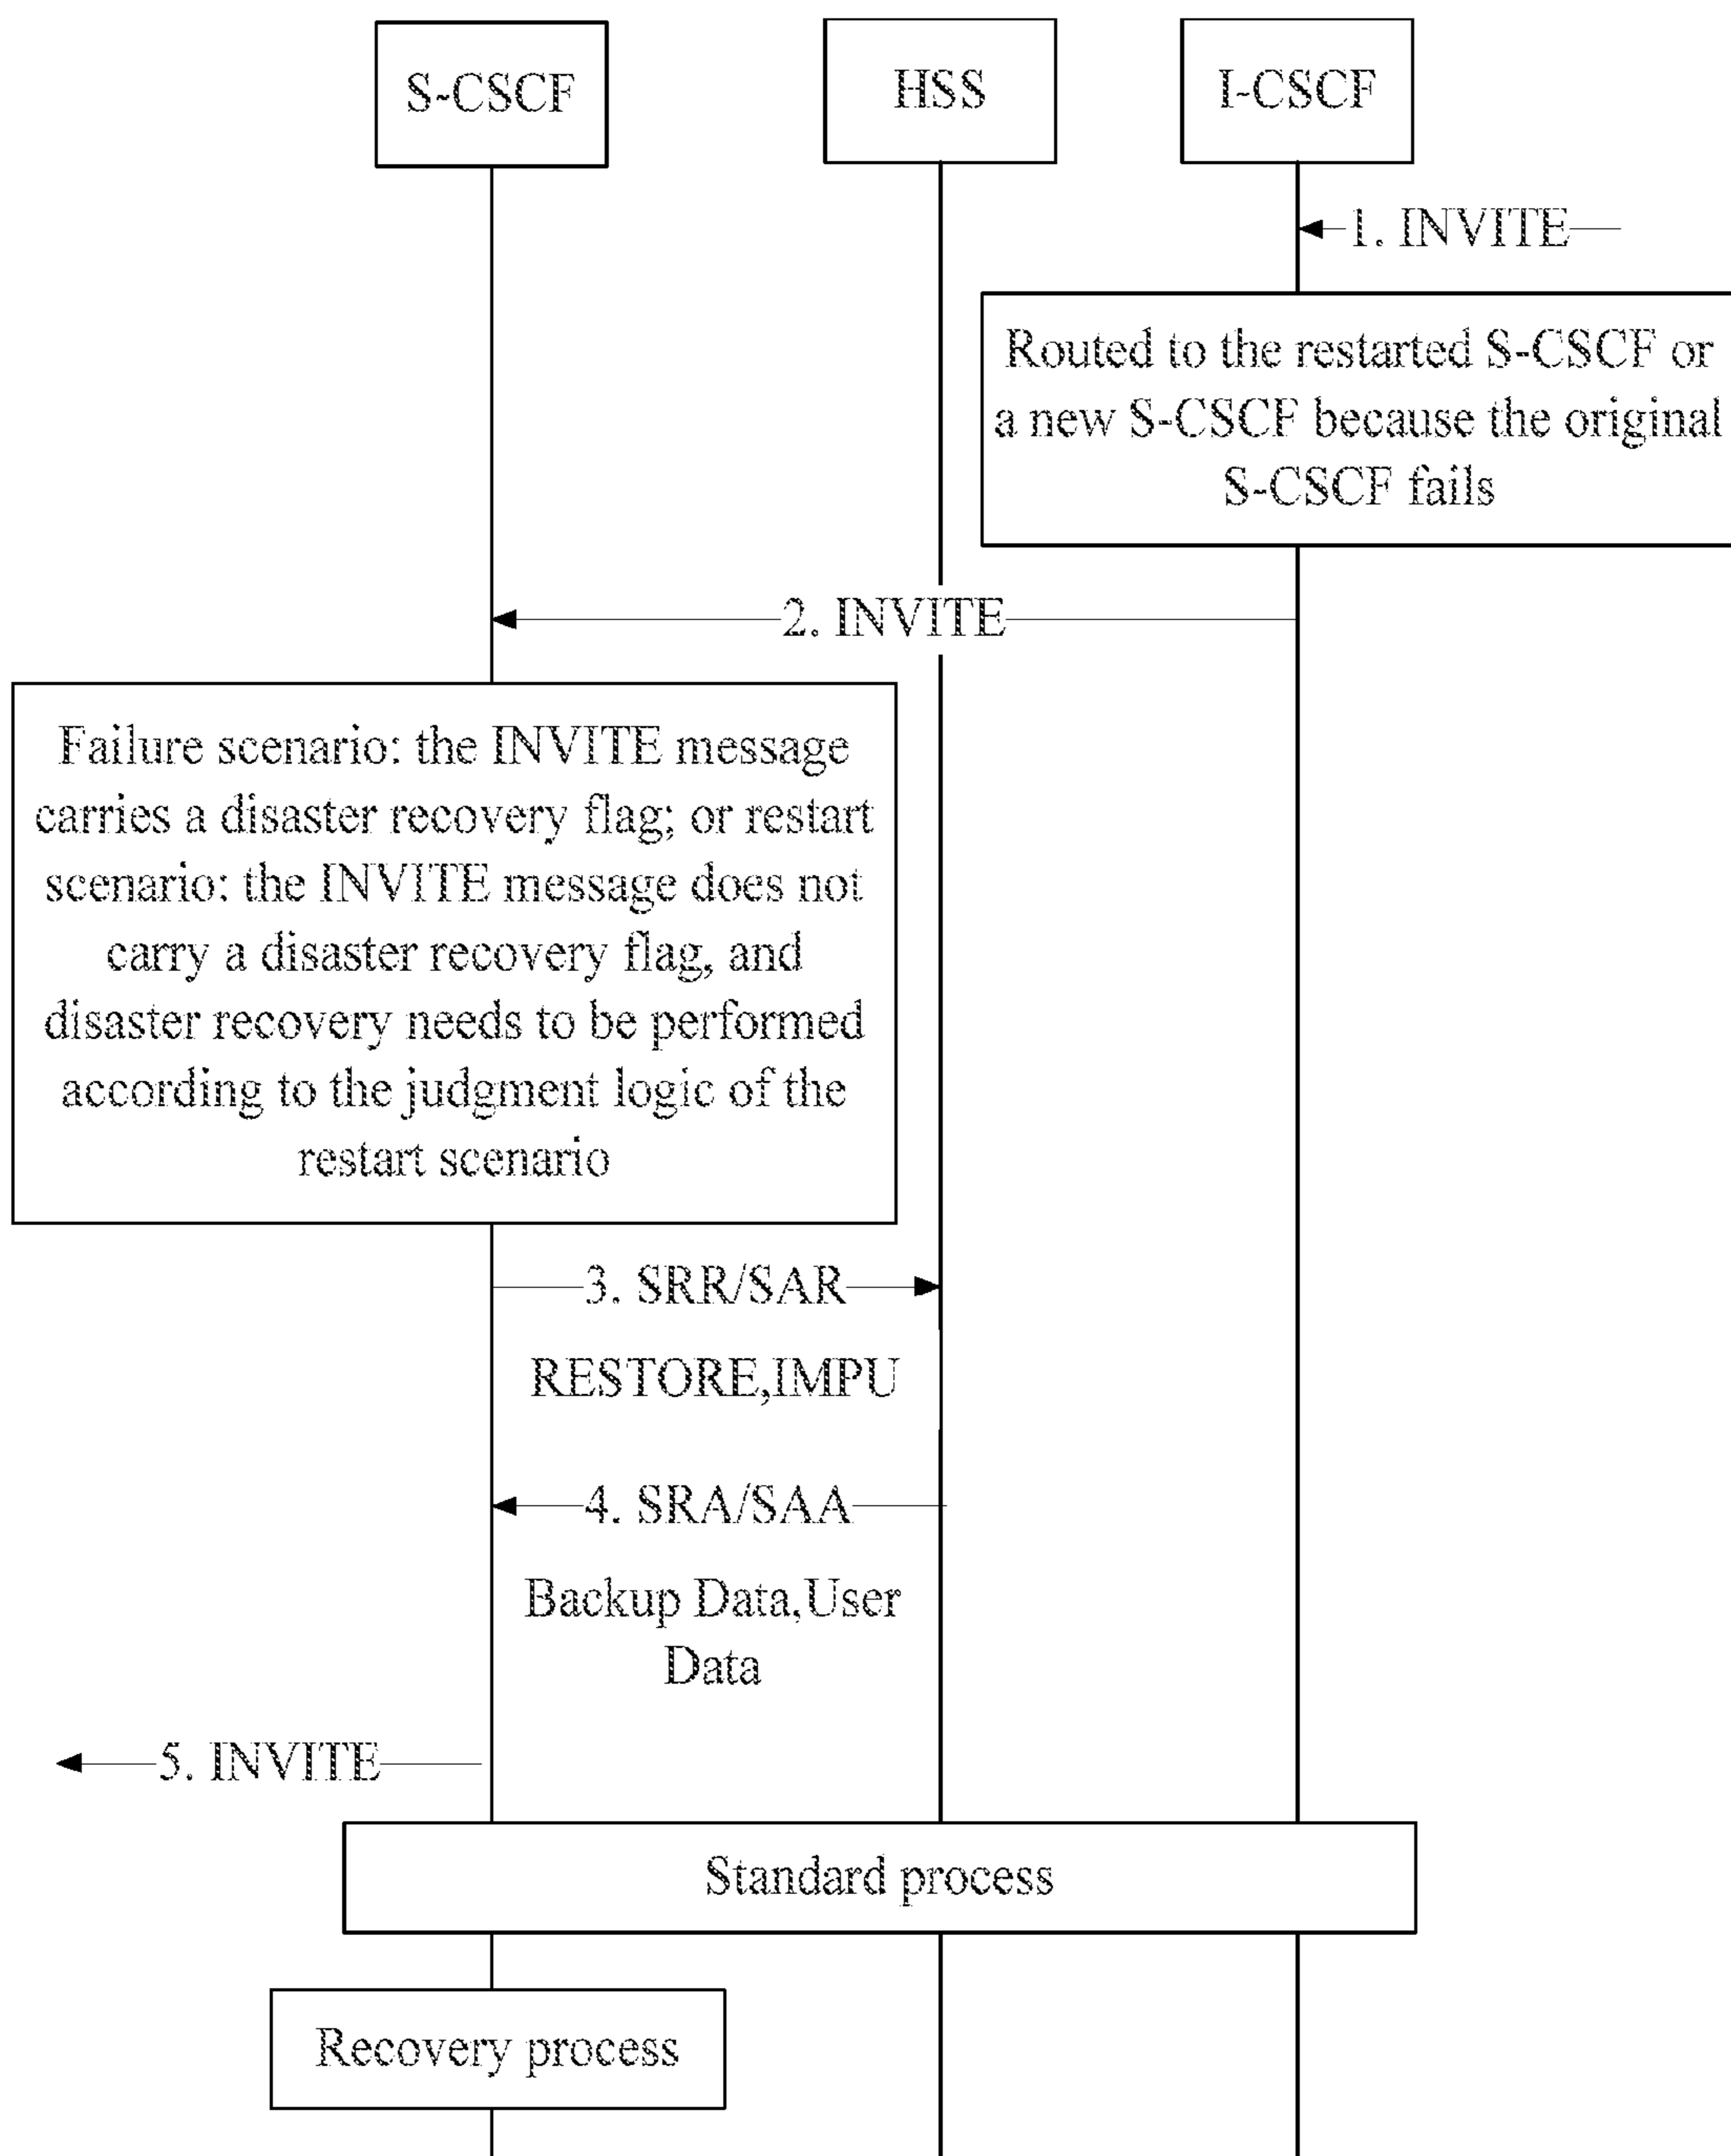 S-CSCF
HSS
I-CSCF
1. INVITE
Routed to the restarted S-CSCF or
a new S-CSCF because the original
S-CSCF fails
2. INVITE
Failure scenario: the INVITE message
carries a disaster recovery flag; or restart
scenario: the INVITE message does not
carry a disaster recovery flag, and
disaster recovery needs to be performed
according to the judgment logic of the
restart scenario
3. SRR/SAR
RESTORE,IMPU
4. SRA/SAA
Backup Data,User
Data
5. INVITE
Standard process
Recovery process